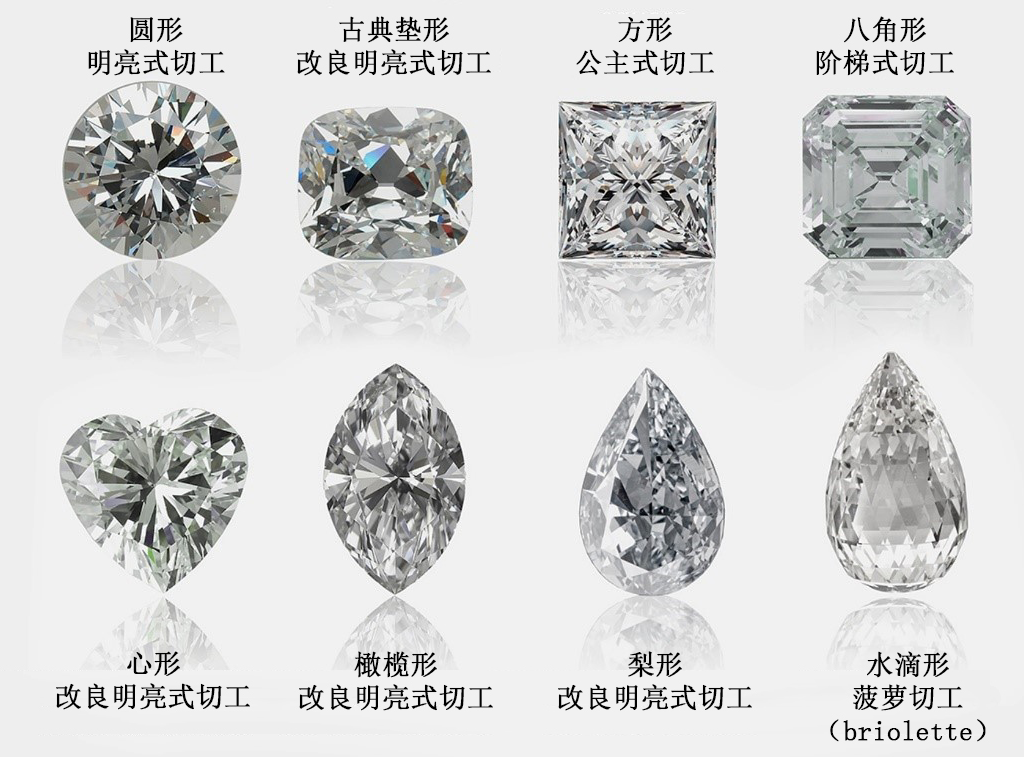 圆形
明亮式切工
古典垫形
改良明亮式切工
方形
公主式切工
八角形
阶梯式切工
心形
改良明亮式切工
橄榄形
改良明亮式切工
梨形
改良明亮式切工
水滴形
菠萝切工
（briolette）